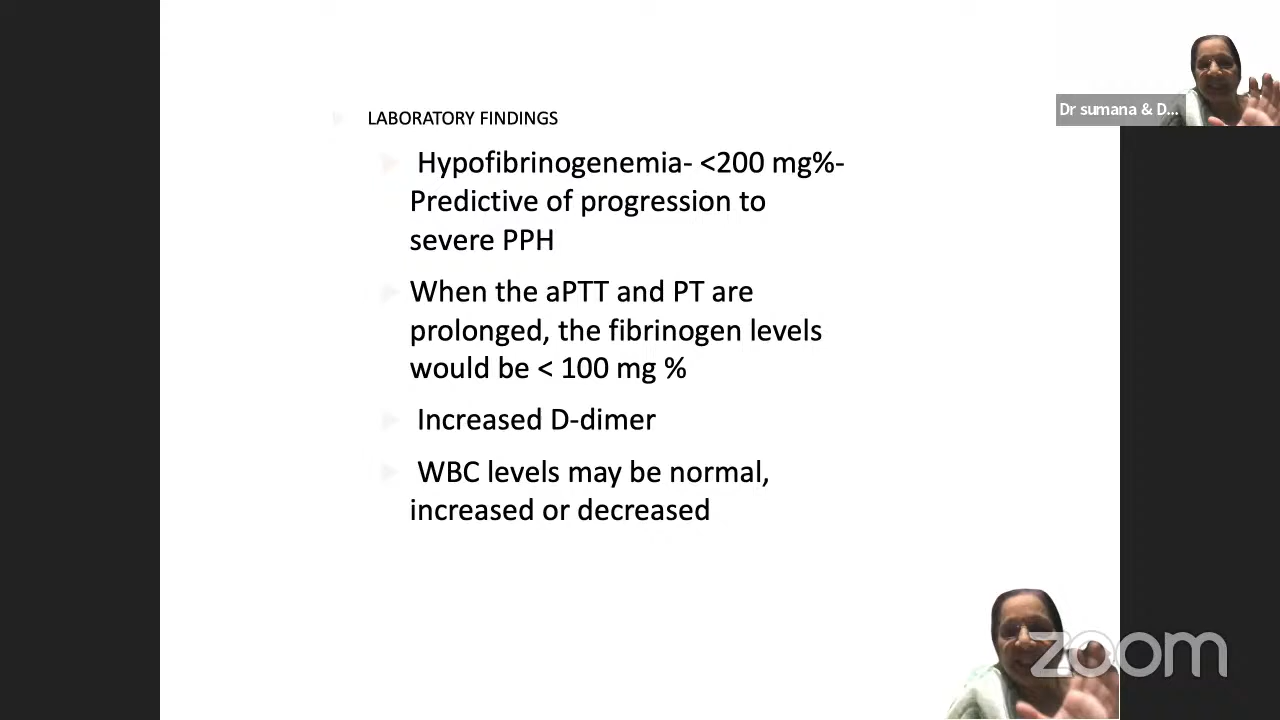 LABORATORY FINDINGS
Hypofibrinogenemia- <200 mg%-
Predictive of progression to
severe PPH
When the aPTT and PT are
prolonged, the fibrinogen levels
would be < 100 mg %
Increased D-dimer
WBC levels may be normal,
increased or decreased
Dr sumana & D...
zoom